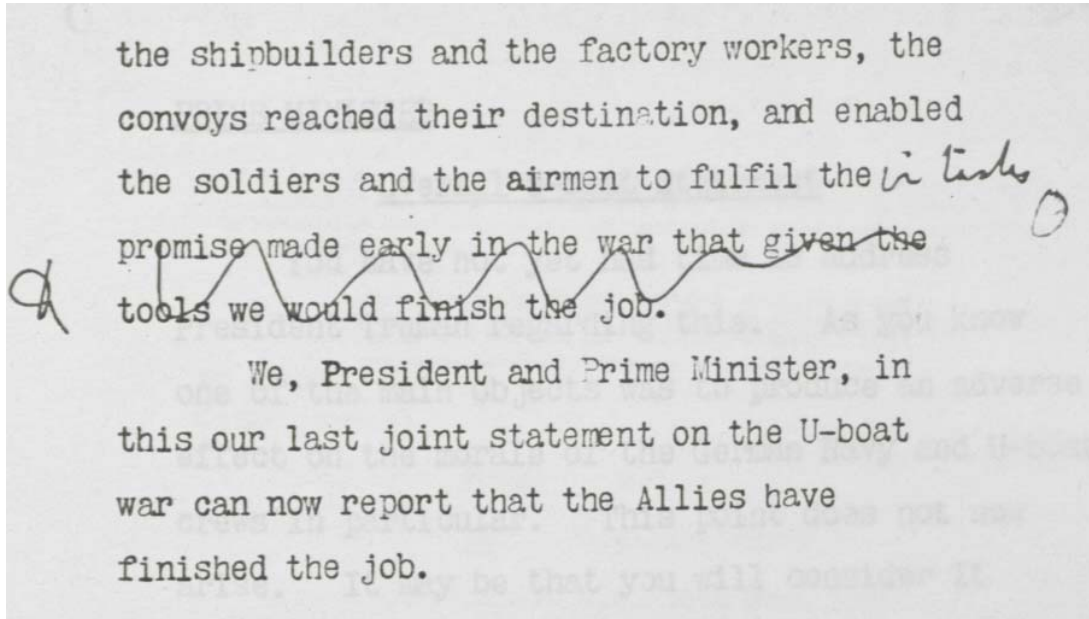 the shipbuilders and the factory workers, the
convoys reached their destination, and enabled
the soldiers and the airmen to fulfil their tasks
promise made early in the war that given the
tools we would finish the job.
We, President and Prime Minister, in
this our last joint statement on the U-boat
war can now report that the Allies have
finished the job.